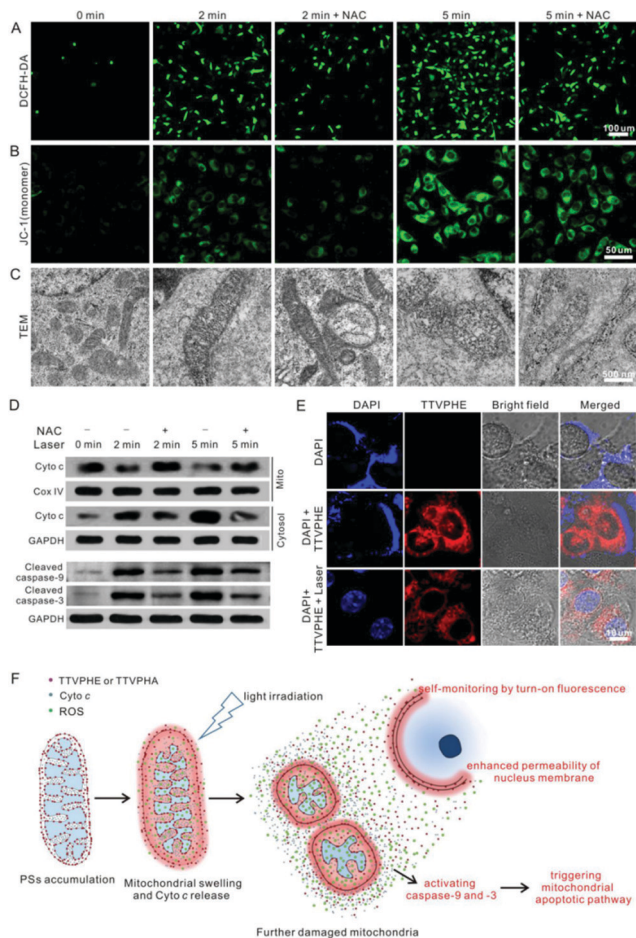 0 min 2 min 2 min + NAC 5 min 5 min + NAC
A
DCFH-DA
100 um
B
JC-1(monomer)
50 um
C
TEM
500 nm
D
NAC – – + – +
Laser 0 min 2 min 2 min 5 min 5 min
Cyto c
Cox IV
Mito
Cyto c
GAPDH
Cytosol
Cleaved
caspase-9
Cleaved
caspase-3
GAPDH
E
DAPI TTVPHE Bright field Merged
DAPI
DAPI +
TTVPHE
DAPI+
TTVPHE + Laser
10 um
F
TTVPHE or TTVPHA
Cyto c
ROS
light irradiation
self-monitoring by turn-on fluorescence
enhanced permeability of
nucleus membrane
PSs accumulation
Mitochondrial swelling
and Cyto c release
Further damaged mitochondria
activating
caspase-9 and -3
triggering
mitochondrial
apoptotic pathway